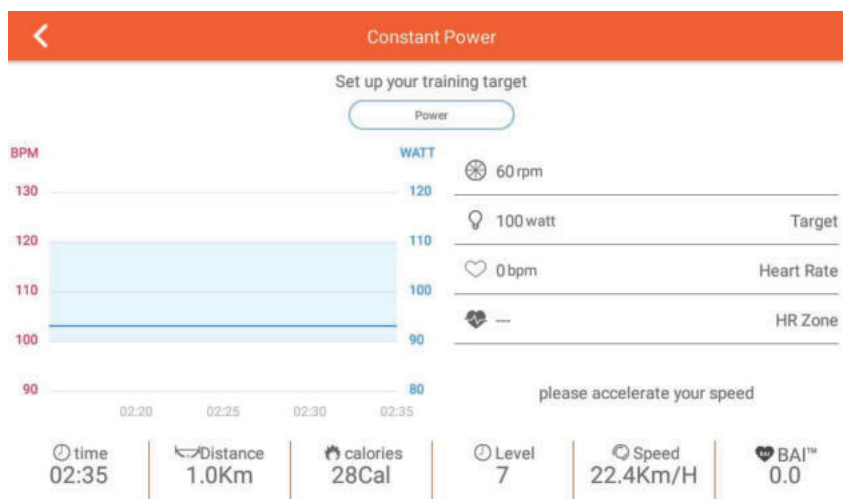 Constant Power
Set up your training target
Power
BPM
WATT
130
120
120
110
110
100
100
90
90
80
02:20 02:25 02:30 02:35
60 rpm
100 watt Target
0 bpm Heart Rate
--- HR Zone
please accelerate your speed
time Distance calories Level Speed BAI™
02:35 1.0Km 28Cal 7 22.4Km/H 0.0